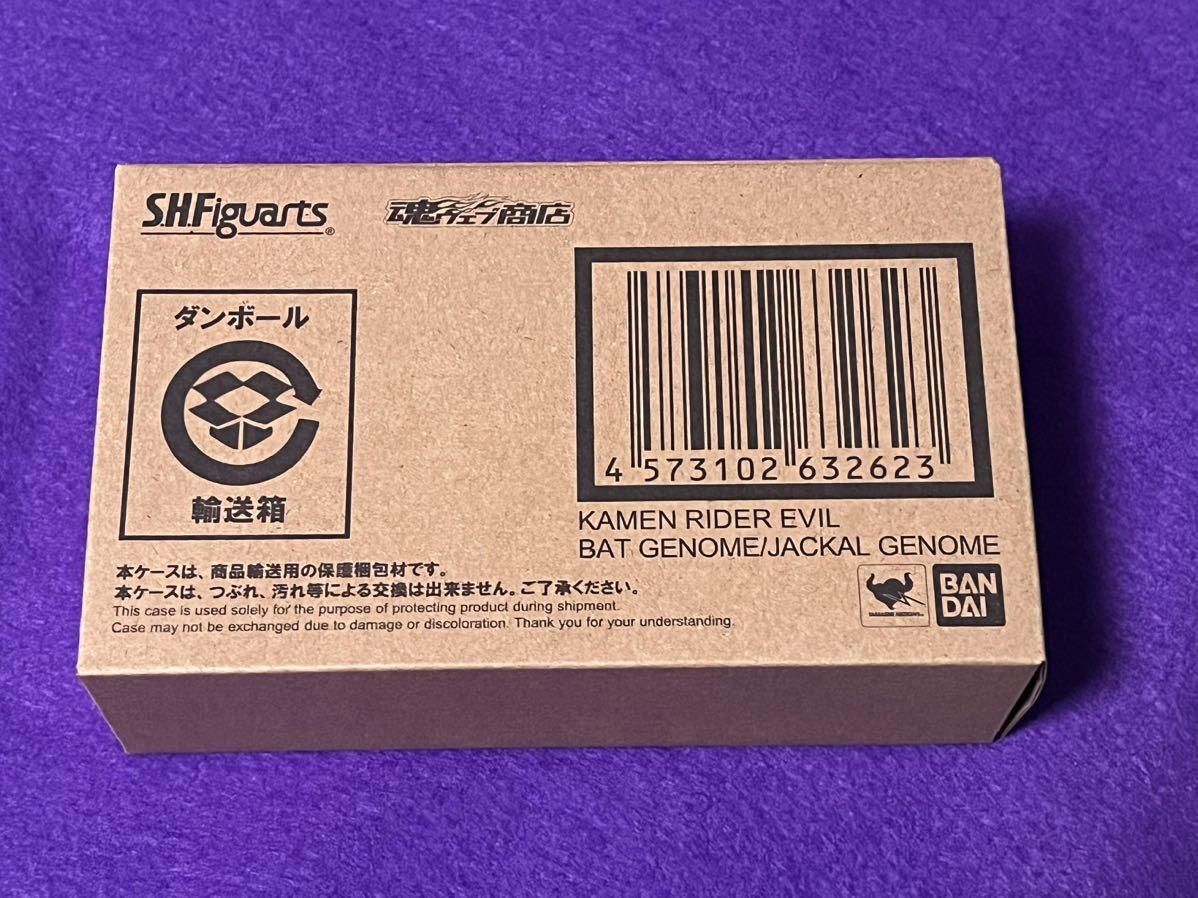 S.H.Figuarts®
魂ウェブ商店
ダンボール
輸送箱
4 573102 632623
KAMEN RIDER EVIL
BAT GENOME/JACKAL GENOME
本ケースは、商品輸送用の保護梱包材です。
本ケースは、つぶれ、汚れ等による交換は出来ません。ご了承ください。
This case is used solely for the purpose of protecting product during shipment.
Case may not be exchanged due to damage or discoloration. Thank you for your understanding.
BAN
DAI